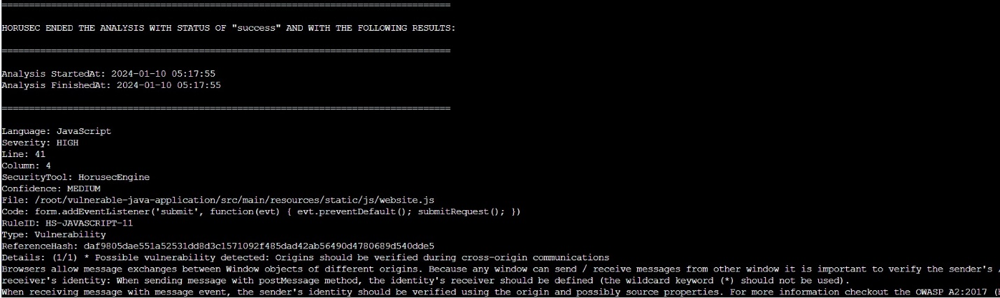 ==================================================================================
HORUSEC ENDED THE ANALYSIS WITH STATUS OF "success" AND WITH THE FOLLOWING RESULTS:
==================================================================================
Analysis StartedAt: 2024-01-10 05:17:55
Analysis FinishedAt: 2024-01-10 05:17:55
==================================================================================
Language: JavaScript
Severity: HIGH
Line: 41
Column: 4
SecurityTool: HorusecEngine
Confidence: MEDIUM
File: /root/vulnerable-java-application/src/main/resources/static/js/website.js
Code: form.addEventListener('submit', function(evt) { evt.preventDefault(); submitRequest(); })
RuleID: HS-JAVASCRIPT-11
Type: Vulnerability
ReferenceHash: daf9805dae551a52531dd8d3c1571092f485dad42ab56490d4780689d540dde5
Details: (1/1) * Possible vulnerability detected: Origins should be verified during cross-origin communications
Browsers allow message exchanges between Window objects of different origins. Because any window can send / receive messages from other window it is important to verify the sender's /
receiver's identity: When sending message with postMessage method, the identity's receiver should be defined (the wildcard keyword (*) should not be used).
When receiving message with message event, the sender's identity should be verified using the origin and possibly source properties. For more information checkout the OWASP A2:2017 (